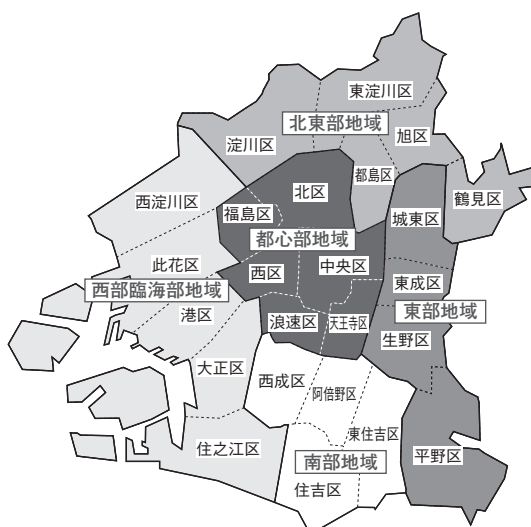 東淀川区
北東部地域
旭区
淀川区
都島区
北区
鶴見区
西淀川区
福島区
城東区
都心部地域
此花区
西区
中央区
東成区
西部臨海部地域
東部地域
港区
浪速区
天王寺区
生野区
大正区
西成区
阿倍野区
東住吉区
住之江区
南部地域
平野区
住吉区